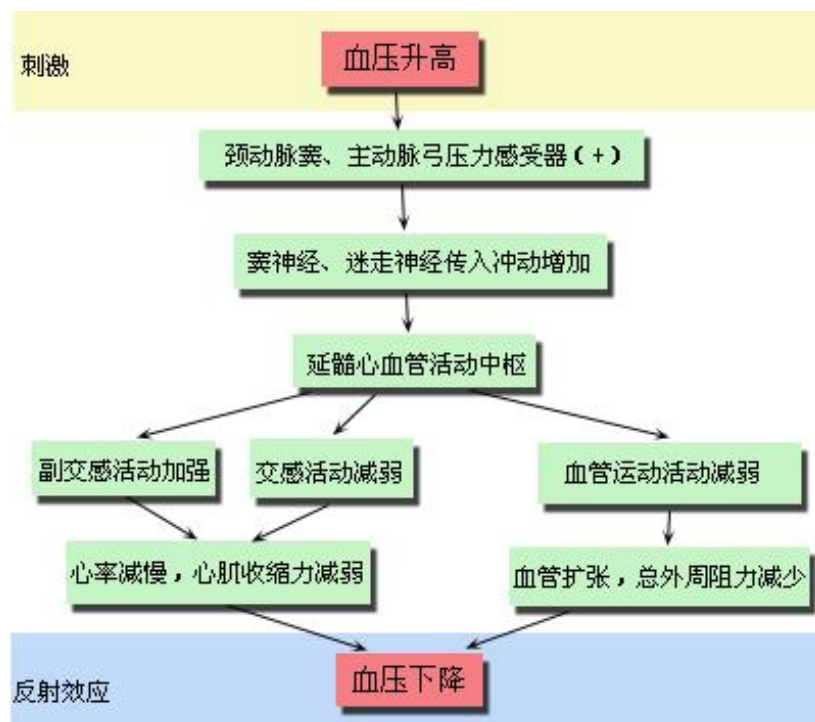 血压升高
刺激
颈动脉窦、主动脉弓压力感受器(+)
窦神经、迷走神经传入冲动增加
延髓心血管活动中枢
副交感活动加强
交感活动减弱
血管运动活动减弱
心率减慢,心肌收缩力减弱
血管扩张,总外周阻力减少
血压下降
反射效应